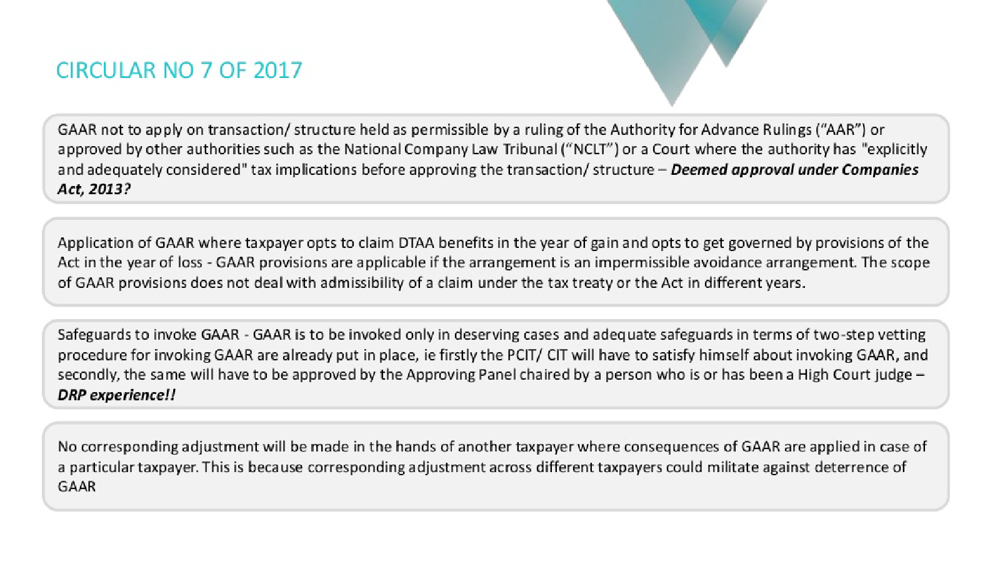 CIRCULAR NO 7 OF 2017
GAAR not to apply on transaction/ structure held as permissible by a ruling of the Authority for Advance Rulings (“AAR”) or
approved by other authorities such as the National Company Law Tribunal (“NCLT”) or a Court where the authority has "explicitly
and adequately considered" tax implications before approving the transaction/ structure – Deemed approval under Companies
Act, 2013?
Application of GAAR where taxpayer opts to claim DTAA benefits in the year of gain and opts to get governed by provisions of the
Act in the year of loss - GAAR provisions are applicable if the arrangement is an impermissible avoidance arrangement. The scope
of GAAR provisions does not deal with admissibility of a claim under the tax treaty or the Act in different years.
Safeguards to invoke GAAR - GAAR is to be invoked only in deserving cases and adequate safeguards in terms of two-step vetting
procedure for invoking GAAR are already put in place, ie firstly the PCIT/ CIT will have to satisfy himself about invoking GAAR, and
secondly, the same will have to be approved by the Approving Panel chaired by a person who is or has been a High Court judge –
DRP experience!!
No corresponding adjustment will be made in the hands of another taxpayer where consequences of GAAR are applied in case of
a particular taxpayer. This is because corresponding adjustment across different taxpayers could militate against deterrence of
GAAR